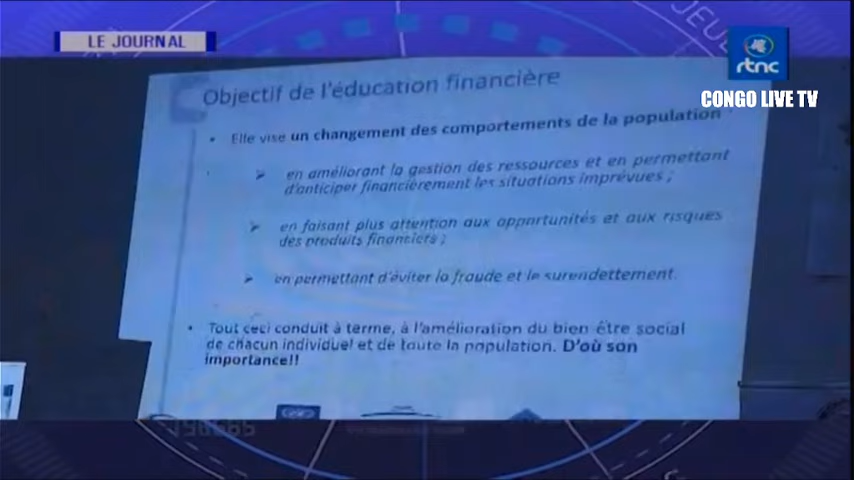 LE JOURNAL
JEU
rtnc
CONGO LIVE TV
Objectif de l'éducation financière
• Elle vise un changement des comportements de la population
➢ en améliorant la gestion des ressources et en permettant
d'anticiper financièrement les situations imprévues ;
➢ en faisant plus attention aux opportunités et aux risques
des produits financiers ;
➢ en permettant d'éviter la fraude et le surendettement.
• Tout ceci conduit à terme, à l'amélioration du bien être social
de chacun individuel et de toute la population. D'où son
importance!!